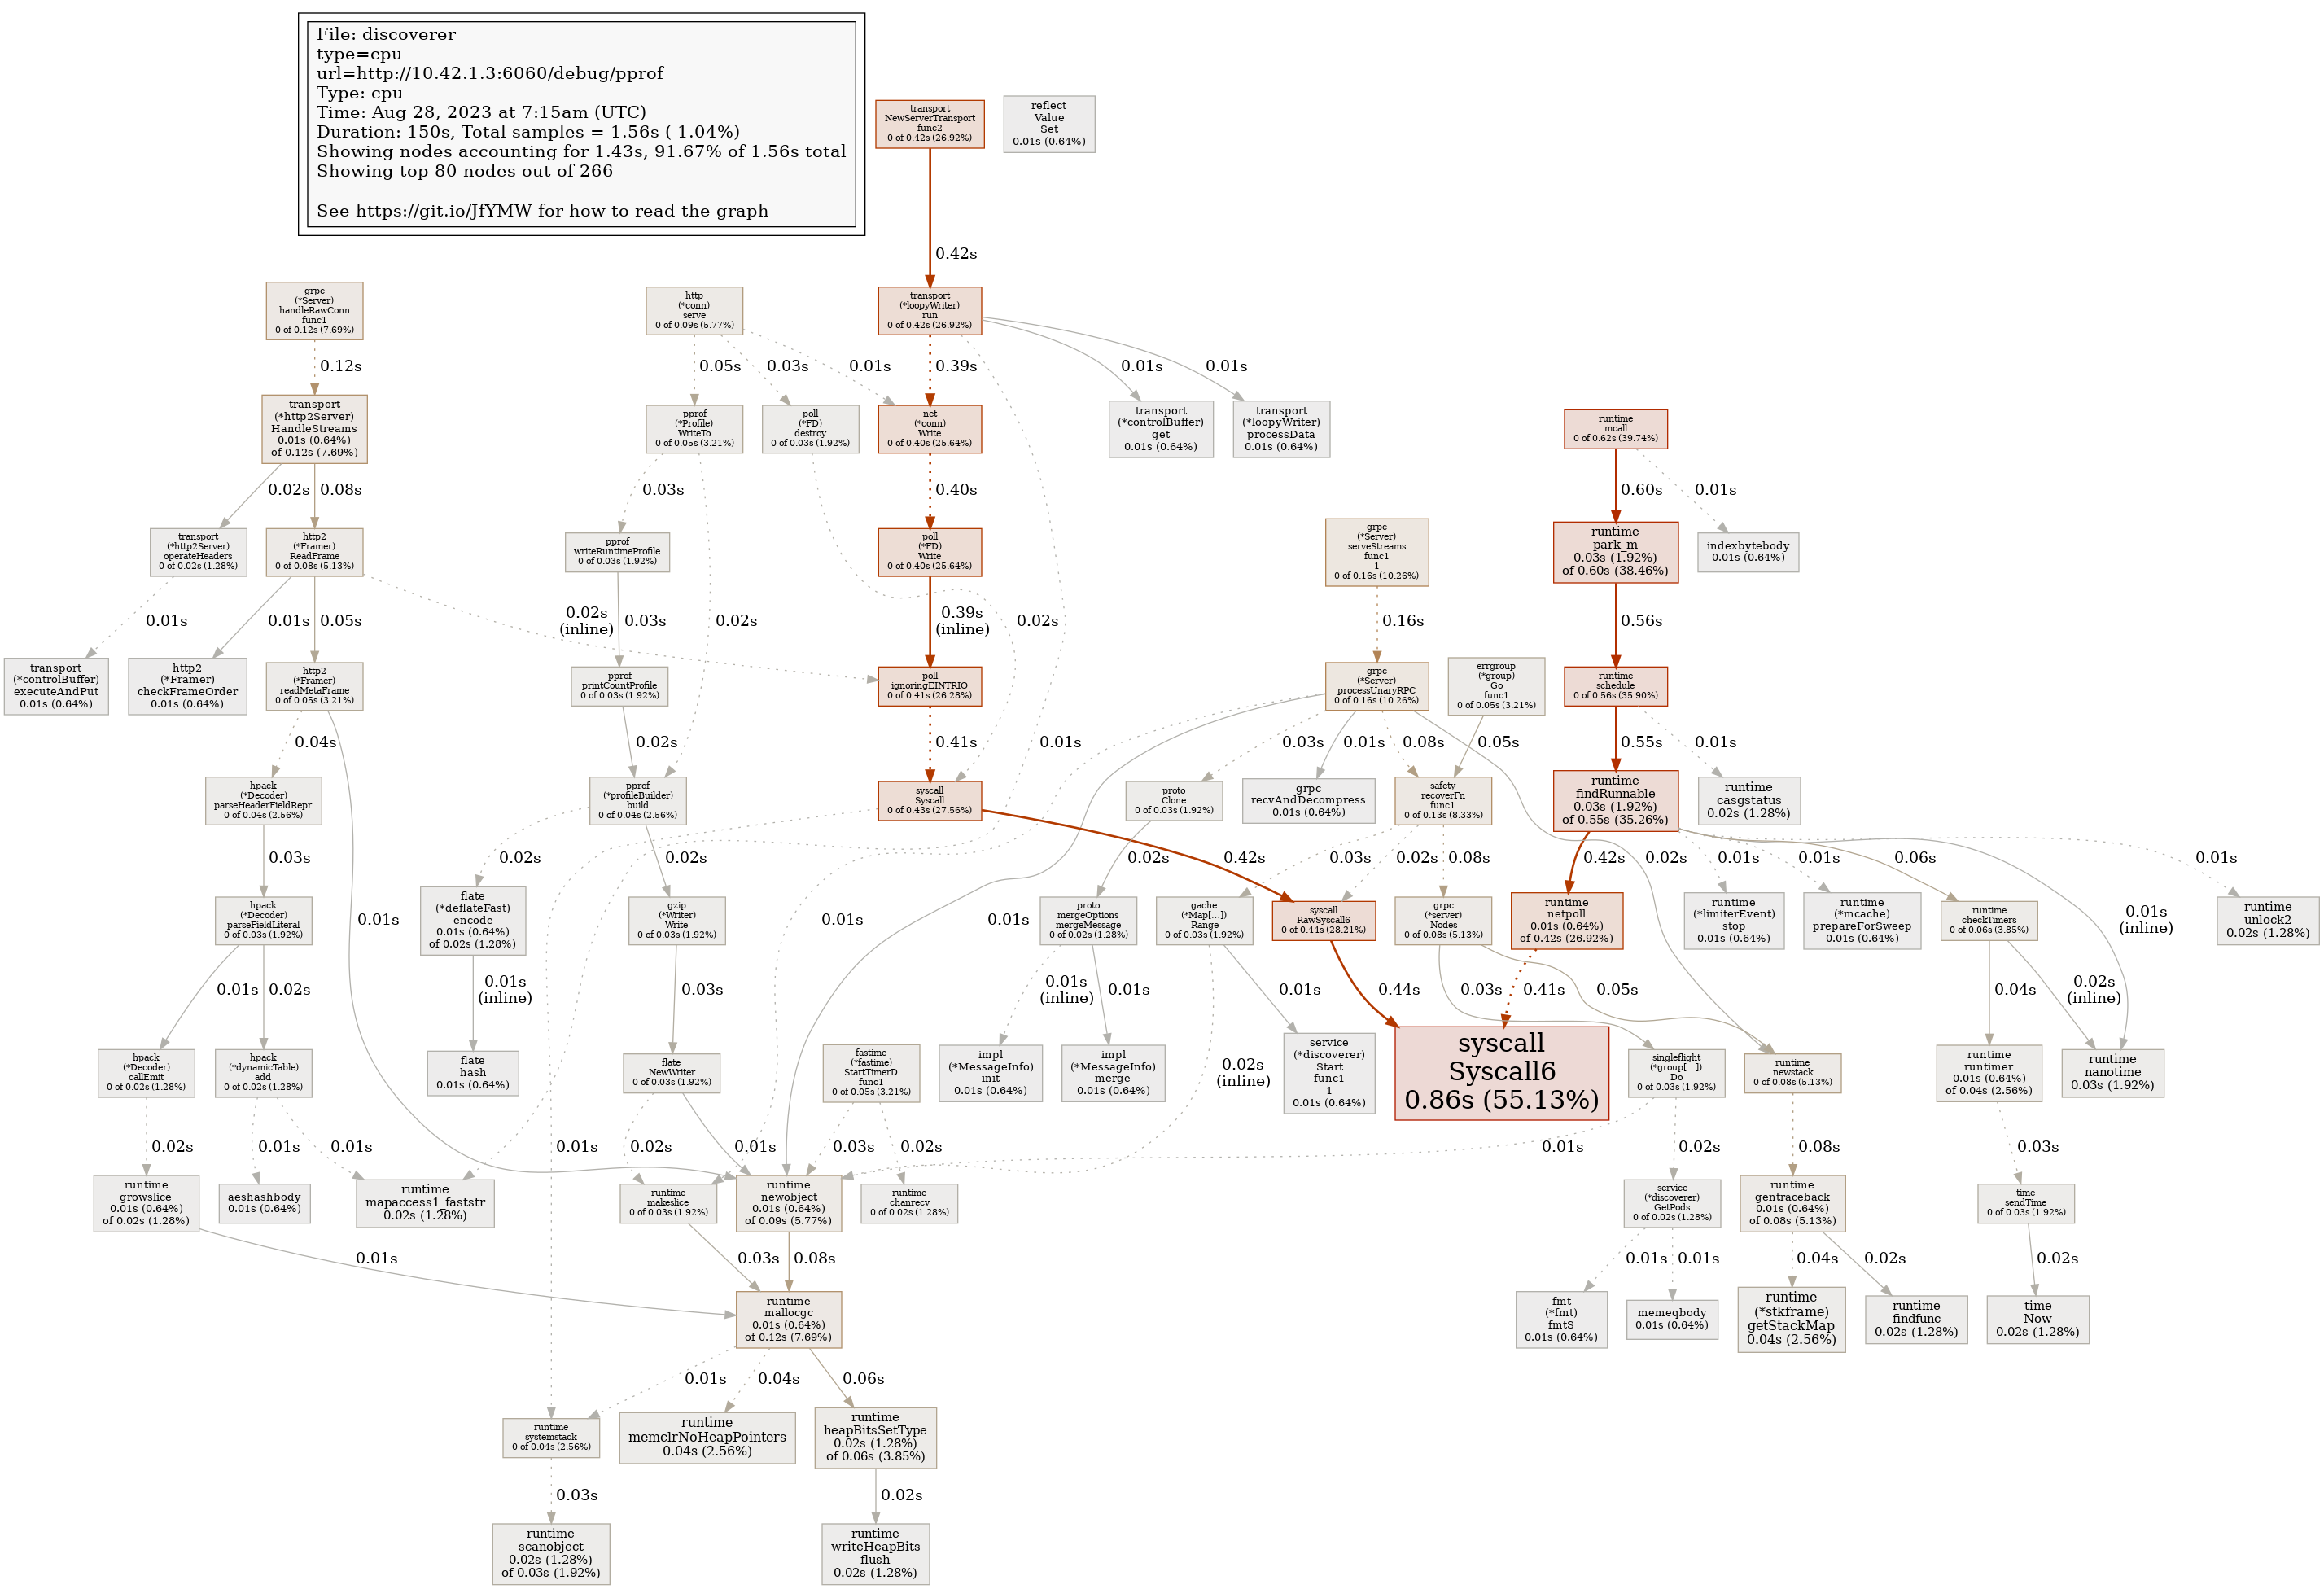 File: discoverer
type=cpu
url=http://10.42.1.3:6060/debug/pprof
Type: cpu
Time: Aug 28, 2023 at 7:15am (UTC)
Duration: 150s, Total samples = 1.56s ( 1.04%)
Showing nodes accounting for 1.43s, 91.67% of 1.56s total
Showing top 80 nodes out of 266
See https://git.io/JfYMW for how to read the graph
transport
NewServerTransport
func2
0 of 0.42s (26.92%)
reflect
Value
Set
0.01s (0.64%)
0.42s
grpc
(*Server)
handleRawConn
func1
0 of 0.12s (7.69%)
http
(*conn)
serve
0 of 0.09s (5.77%)
transport
(*loopyWriter)
run
0 of 0.42s (26.92%)
0.12s
0.05s
0.03s
0.01s
0.39s
0.01s
0.01s
transport
(*http2Server)
HandleStreams
0.01s (0.64%)
of 0.12s (7.69%)
pprof
(*Profile)
WriteTo
0 of 0.05s (3.21%)
poll
(*FD)
destroy
0 of 0.03s (1.92%)
net
(*conn)
Write
0 of 0.40s (25.64%)
transport
(*controlBuffer)
get
0.01s (0.64%)
transport
(*loopyWriter)
processData
0.01s (0.64%)
runtime
mcall
0 of 0.62s (39.74%)
0.02s
0.08s
0.03s
0.40s
0.60s
0.01s
transport
(*http2Server)
operateHeaders
0 of 0.02s (1.28%)
http2
(*Framer)
ReadFrame
0 of 0.08s (5.13%)
pprof
writeRuntimeProfile
0 of 0.03s (1.92%)
poll
(*FD)
Write
0 of 0.40s (25.64%)
grpc
(*Server)
serveStreams
func1
1
0 of 0.16s (10.26%)
runtime
park_m
0.03s (1.92%)
of 0.60s (38.46%)
indexbytebody
0.01s (0.64%)
0.01s
0.01s
0.05s
0.02s
(inline)
0.03s
0.02s
0.39s
(inline)
0.02s
0.16s
0.56s
transport
(*controlBuffer)
executeAndPut
0.01s (0.64%)
http2
(*Framer)
checkFrameOrder
0.01s (0.64%)
http2
(*Framer)
readMetaFrame
0 of 0.05s (3.21%)
pprof
printCountProfile
0 of 0.03s (1.92%)
poll
ignoringEINTRIO
0 of 0.41s (26.28%)
grpc
(*Server)
processUnaryRPC
0 of 0.16s (10.26%)
errgroup
(*group)
Go
func1
0 of 0.05s (3.21%)
runtime
schedule
0 of 0.56s (35.90%)
0.04s
0.02s
0.41s
0.01s
0.03s
0.01s
0.08s
0.05s
0.55s
0.01s
hpack
(*Decoder)
parseHeaderFieldRepr
0 of 0.04s (2.56%)
pprof
(*profileBuilder)
build
0 of 0.04s (2.56%)
syscall
Syscall
0 of 0.43s (27.56%)
proto
Clone
0 of 0.03s (1.92%)
grpc
recvAndDecompress
0.01s (0.64%)
safety
recoverFn
func1
0 of 0.13s (8.33%)
runtime
findRunnable
0.03s (1.92%)
of 0.55s (35.26%)
runtime
casgstatus
0.02s (1.28%)
0.03s
0.02s
0.02s
0.42s
0.02s
0.03s
0.02s
0.08s
0.42s
0.02s
0.01s
0.01s
0.06s
0.01s
hpack
(*Decoder)
parseFieldLiteral
0 of 0.03s (1.92%)
0.01s
flate
(*deflateFast)
encode
0.01s (0.64%)
of 0.02s (1.28%)
gzip
(*Writer)
Write
0 of 0.03s (1.92%)
0.01s
0.01s
proto
mergeOptions
mergeMessage
0 of 0.02s (1.28%)
gache
(*Map[...])
Range
0 of 0.03s (1.92%)
syscall
RawSyscall6
0 of 0.44s (28.21%)
grpc
(*server)
Nodes
0 of 0.08s (5.13%)
runtime
netpoll
0.01s (0.64%)
of 0.42s (26.92%)
runtime
(*limiterEvent)
stop
0.01s (0.64%)
runtime
(*mcache)
prepareForSweep
0.01s (0.64%)
runtime
checkTimers
0 of 0.06s (3.85%)
0.01s
(inline)
runtime
unlock2
0.02s (1.28%)
0.01s
0.02s
0.01s
(inline)
0.03s
0.01s
(inline)
0.01s
0.01s
0.44s
0.03s
0.41s
0.05s
0.04s
0.02s
(inline)
hpack
(*Decoder)
callEmit
0 of 0.02s (1.28%)
hpack
(*dynamicTable)
add
0 of 0.02s (1.28%)
flate
hash
0.01s (0.64%)
flate
NewWriter
0 of 0.03s (1.92%)
fastime
(*fastime)
StartTimerD
func1
0 of 0.05s (3.21%)
impl
(*MessageInfo)
init
0.01s (0.64%)
impl
(*MessageInfo)
merge
0.01s (0.64%)
0.02s
(inline)
service
(*discoverer)
Start
func1
1
0.01s (0.64%)
syscall
Syscall6
0.86s (55.13%)
singleflight
(*group[...])
Do
0 of 0.03s (1.92%)
runtime
newstack
0 of 0.08s (5.13%)
runtime
runtimer
0.01s (0.64%)
of 0.04s (2.56%)
runtime
nanotime
0.03s (1.92%)
0.02s
0.01s
0.01s
0.01s
0.02s
0.01s
0.03s
0.02s
0.01s
0.02s
0.08s
0.03s
runtime
growslice
0.01s (0.64%)
of 0.02s (1.28%)
aeshashbody
0.01s (0.64%)
runtime
mapaccess1_faststr
0.02s (1.28%)
runtime
makeslice
0 of 0.03s (1.92%)
runtime
newobject
0.01s (0.64%)
of 0.09s (5.77%)
runtime
chanrecv
0 of 0.02s (1.28%)
service
(*discoverer)
GetPods
0 of 0.02s (1.28%)
runtime
gentraceback
0.01s (0.64%)
of 0.08s (5.13%)
time
sendTime
0 of 0.03s (1.92%)
0.01s
0.03s
0.08s
0.01s
0.01s
0.04s
0.02s
0.02s
runtime
mallocgc
0.01s (0.64%)
of 0.12s (7.69%)
fmt
(*fmt)
fmtS
0.01s (0.64%)
memeqbody
0.01s (0.64%)
runtime
(*stkframe)
getStackMap
0.04s (2.56%)
runtime
findfunc
0.02s (1.28%)
time
Now
0.02s (1.28%)
0.01s
0.04s
0.06s
runtime
systemstack
0 of 0.04s (2.56%)
runtime
memclrNoHeapPointers
0.04s (2.56%)
runtime
heapBitsSetType
0.02s (1.28%)
of 0.06s (3.85%)
0.03s
0.02s
runtime
scanobject
0.02s (1.28%)
of 0.03s (1.92%)
runtime
writeHeapBits
flush
0.02s (1.28%)